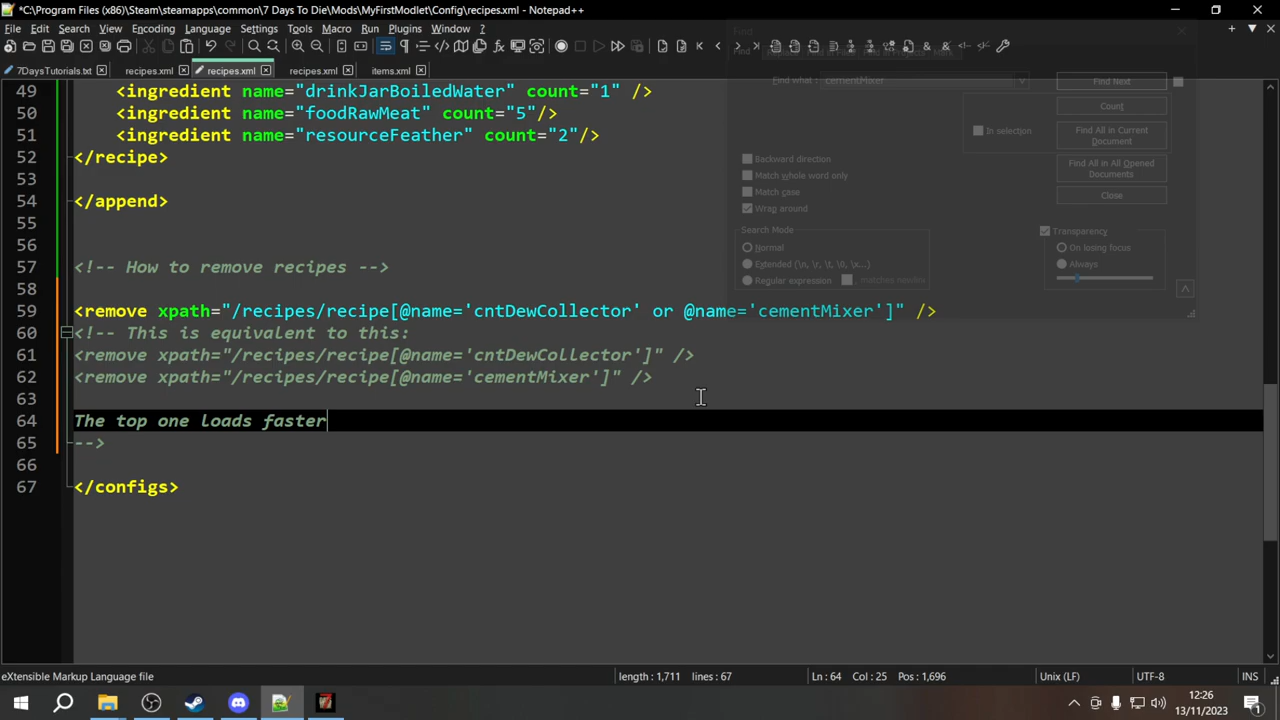 *C:\Program Files (x86)\Steam\steamapps\common\7 Days To Die\Mods\MyFirstModlet\Config\recipes.xml - Notepad++
File Edit Search View Encoding Language Settings Tools Macro Run Plugins Window ?
7DaysTutorials.txt recipes.xml recipes.xml recipes.xml items.xml
Find
Find what : cementMixer Find Next
Count
In selection
Find All in Current Document
Find All in All Opened Documents
Close
Backward direction
Match whole word only
Match case
Wrap around
Search Mode
Normal
Extended (\n, \r, \t, \0, \x...)
Regular expression . matches newline
Transparency
On losing focus
Always
49 <ingredient name="drinkJarBoiledWater" count="1" />
50 <ingredient name="foodRawMeat" count="5"/>
51 <ingredient name="resourceFeather" count="2"/>
52 </recipe>
53
54 </append>
55
56
57 <!-- How to remove recipes -->
58
59 <remove xpath="/recipes/recipe[@name='cntDewCollector' or @name='cementMixer']" />
60 <!-- This is equivalent to this:
61 <remove xpath="/recipes/recipe[@name='cntDewCollector']" />
62 <remove xpath="/recipes/recipe[@name='cementMixer']" />
63
64 The top one loads faster
65 -->
66
67 </configs>
eXtensible Markup Language file length : 1,711 lines : 67 Ln : 64 Col : 25 Pos : 1,696 Unix (LF) UTF-8 INS
12:26
13/11/2023